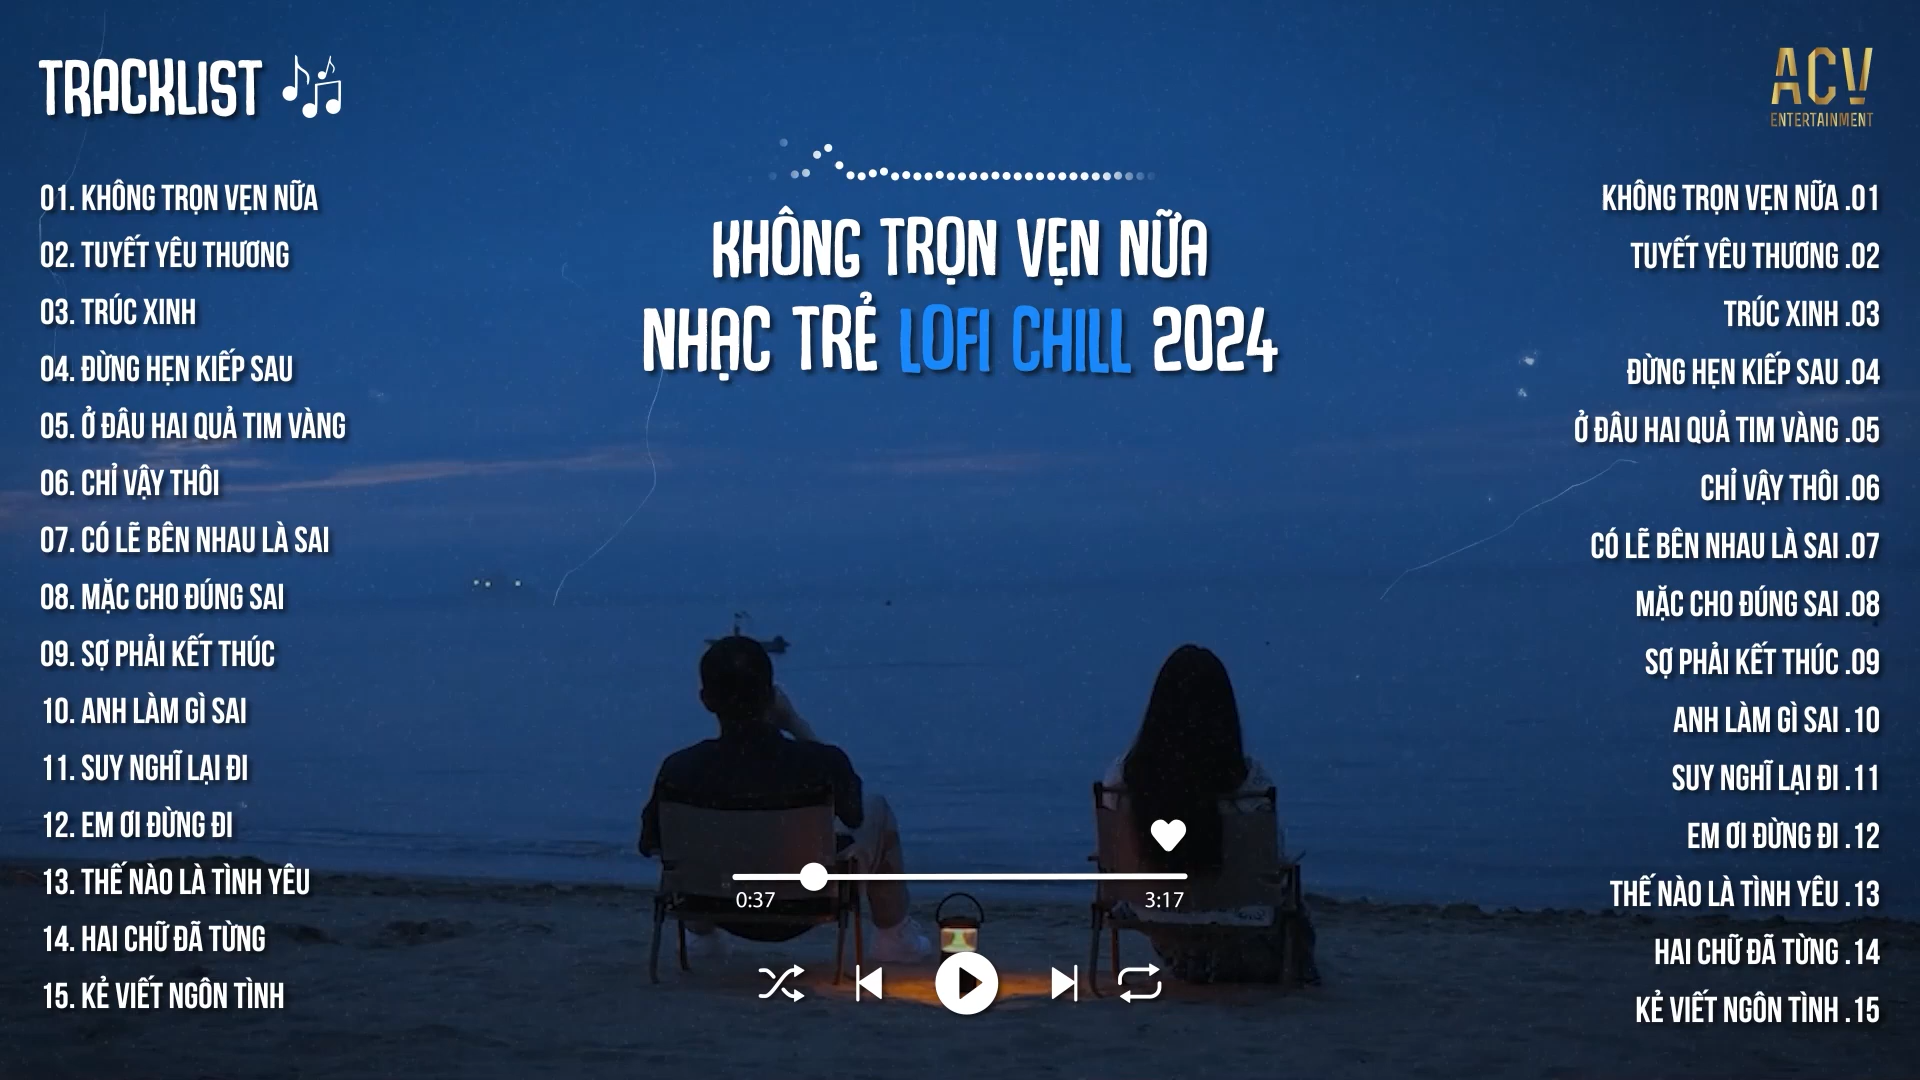 TRACKLIST
01. KHÔNG TRỌN VẸN NỮA
02. TUYẾT YÊU THƯƠNG
03. TRÚC XINH
04. ĐỪNG HẸN KIẾP SAU
05. Ở ĐÂU HAI QUẢ TIM VÀNG
06. CHỈ VẬY THÔI
07. CÓ LẼ BÊN NHAU LÀ SAI
08. MẶC CHO ĐÚNG SAI
09. SỢ PHẢI KẾT THÚC
10. ANH LÀM GÌ SAI
11. SUY NGHĨ LẠI ĐI
12. EM ƠI ĐỪNG ĐI
13. THẾ NÀO LÀ TÌNH YÊU
14. HAI CHỮ ĐÃ TỪNG
15. KẺ VIẾT NGÔN TÌNH
KHÔNG TRỌN VẸN NỮA
NHẠC TRẺ LOFI CHILL 2024
0:37
3:17
ACV
ENTERTAINMENT
KHÔNG TRỌN VẸN NỮA .01
TUYẾT YÊU THƯƠNG .02
TRÚC XINH .03
ĐỪNG HẸN KIẾP SAU .04
Ở ĐÂU HAI QUẢ TIM VÀNG .05
CHỈ VẬY THÔI .06
CÓ LẼ BÊN NHAU LÀ SAI .07
MẶC CHO ĐÚNG SAI .08
SỢ PHẢI KẾT THÚC .09
ANH LÀM GÌ SAI .10
SUY NGHĨ LẠI ĐI .11
EM ƠI ĐỪNG ĐI .12
THẾ NÀO LÀ TÌNH YÊU .13
HAI CHỮ ĐÃ TỪNG .14
KẺ VIẾT NGÔN TÌNH .15